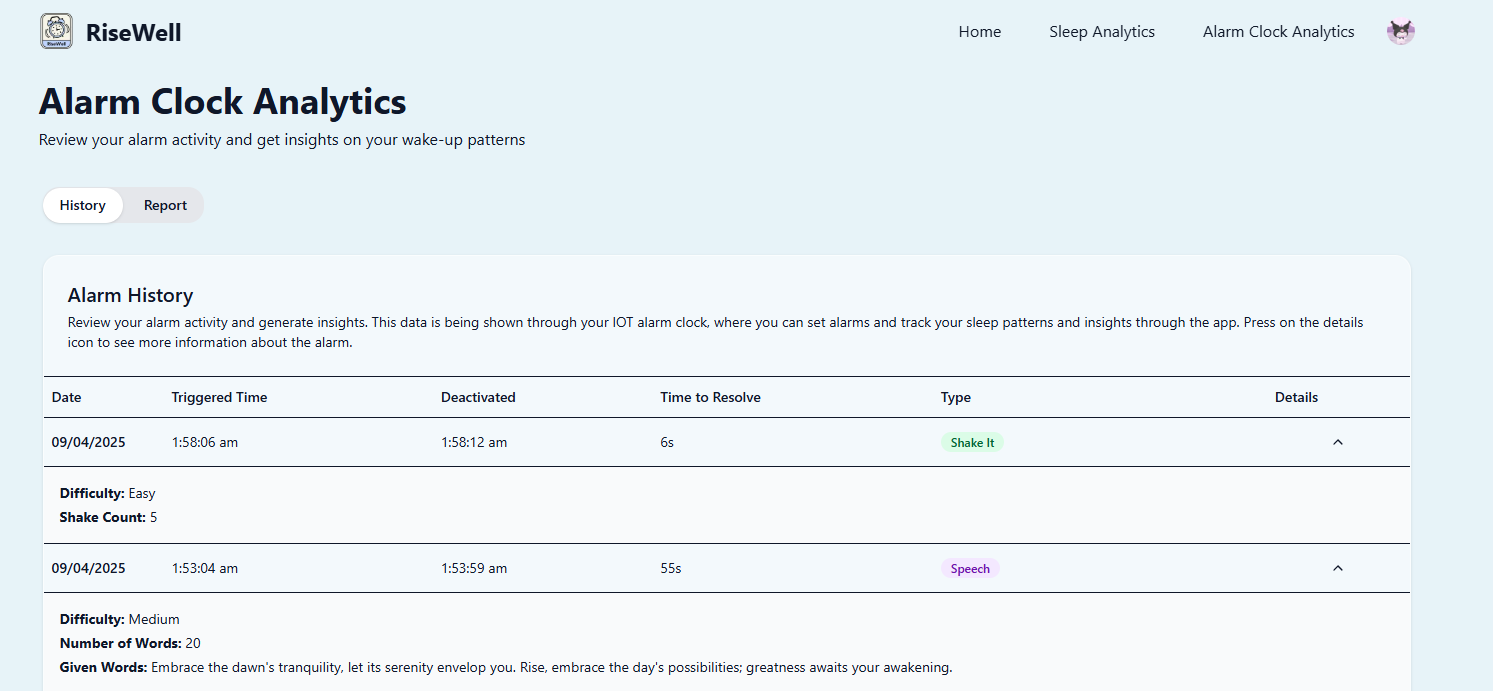 RiseWell
RiseWell Home Sleep Analytics Alarm Clock Analytics
Alarm Clock Analytics
Review your alarm activity and get insights on your wake-up patterns
History Report
Alarm History
Review your alarm activity and generate insights. This data is being shown through your IOT alarm clock, where you can set alarms and track your sleep patterns and insights through the app. Press on the details
icon to see more information about the alarm.
Date Triggered Time Deactivated Time to Resolve Type Details
09/04/2025 1:58:06 am 1:58:12 am 6s Shake It
Difficulty: Easy
Shake Count: 5
09/04/2025 1:53:04 am 1:53:59 am 55s Speech
Difficulty: Medium
Number of Words: 20
Given Words: Embrace the dawn's tranquility, let its serenity envelop you. Rise, embrace the day's possibilities; greatness awaits your awakening.